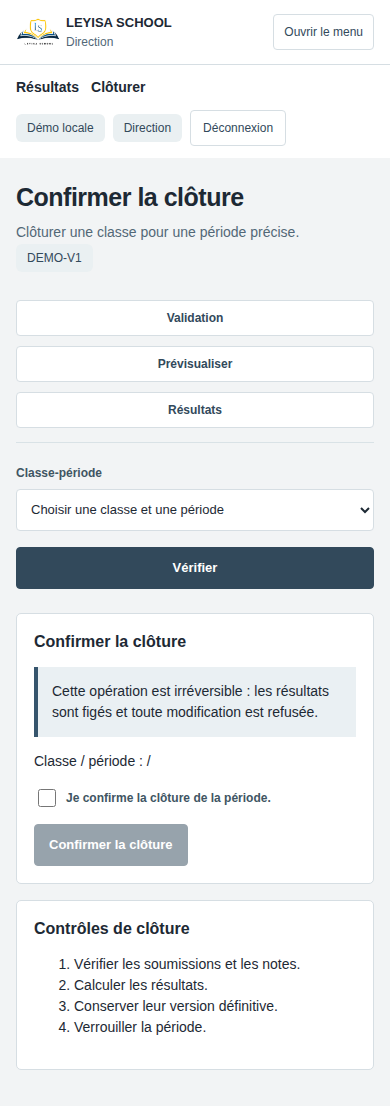 LEYISA SCHOOL
Direction
Ouvrir le menu
Résultats Clôturer
Démo locale Direction Déconnexion
Confirmer la clôture
Clôturer une classe pour une période précise.
DEMO-V1
Validation
Prévisualiser
Résultats
Classe-période
Choisir une classe et une période
Vérifier
Confirmer la clôture
Cette opération est irréversible : les résultats
sont figés et toute modification est refusée.
Classe / période : /
Je confirme la clôture de la période.
Confirmer la clôture
Contrôles de clôture
1. Vérifier les soumissions et les notes.
2. Calculer les résultats.
3. Conserver leur version définitive.
4. Verrouiller la période.